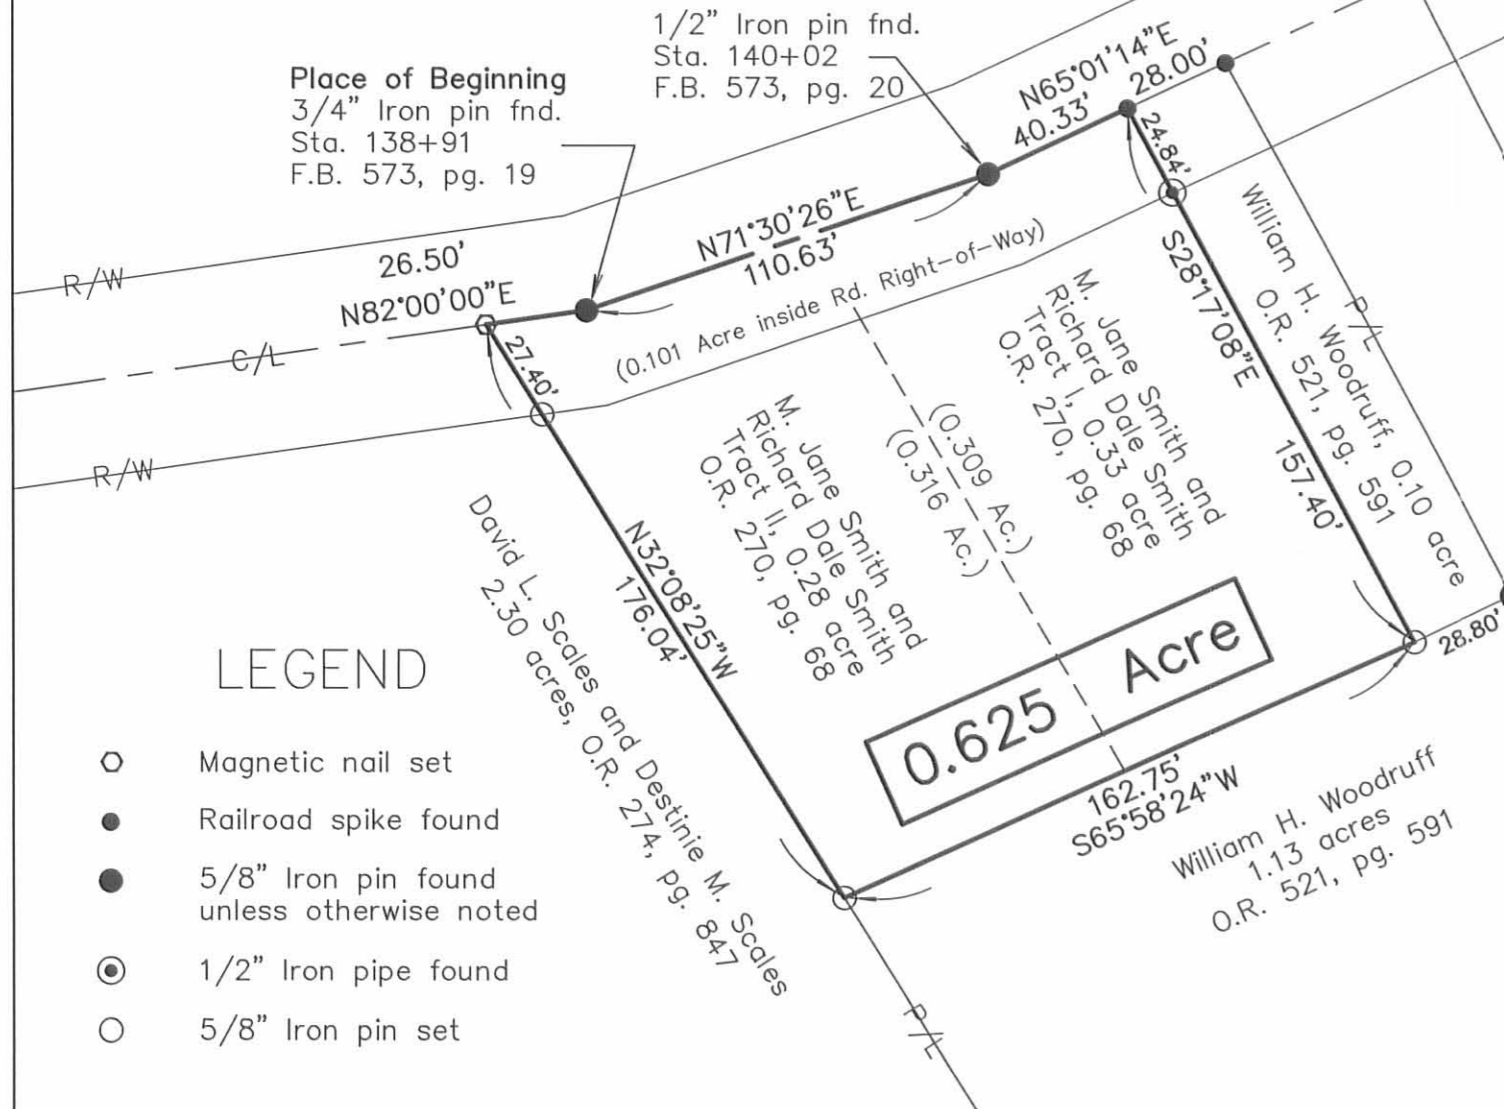 1/2" Iron pin fnd.
Sta. 140+02
F.B. 573, pg. 20
Place of Beginning
3/4" Iron pin fnd.
Sta. 138+91
F.B. 573, pg. 19
N65°01'14"E
28.00'
40.33'
24.84'
N71°30'26"E
110.63'
26.50'
N82°00'00"E
R/W
C/L
R/W
27.40'
(0.101 Acre inside Rd. Right-of-Way)
S28°17'08"E
157.40'
William H. Woodruff, 0.10 acre
O.R. 521, pg. 591
P/L
M. Jane Smith and
Richard Dale Smith
Tract I, 0.33 acre
O.R. 270, pg. 68
(0.309 Ac.)
(0.316 Ac.)
M. Jane Smith and
Richard Dale Smith
Tract II, 0.28 acre
O.R. 270, pg. 68
N32°08'25"W
176.04'
David L. Scales and Destinie M. Scales
2.30 acres, O.R. 274, pg. 847
0.625 Acre
28.80'
162.75'
S65°58'24"W
William H. Woodruff
1.13 acres
O.R. 521, pg. 591
P/L
LEGEND
Magnetic nail set
Railroad spike found
5/8" Iron pin found
unless otherwise noted
1/2" Iron pipe found
5/8" Iron pin set